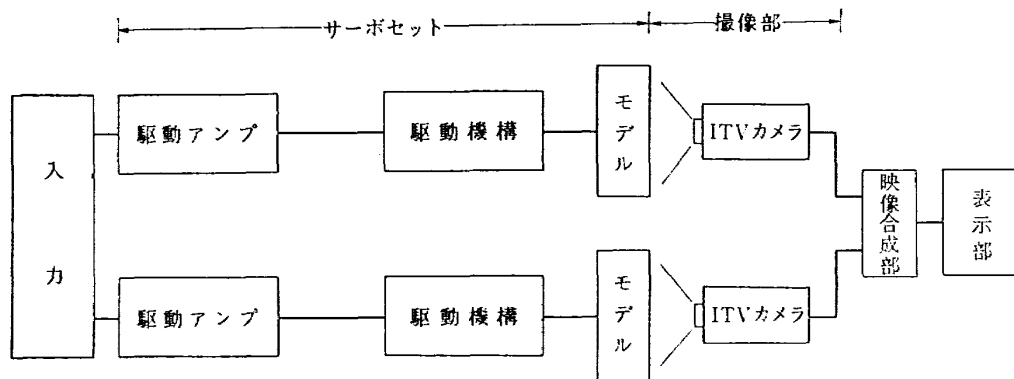 サーボセット
撮像部
入力
駆動アンプ
駆動機構
モデル
ITVカメラ
映像合成部
表示部
駆動アンプ
駆動機構
モデル
ITVカメラ